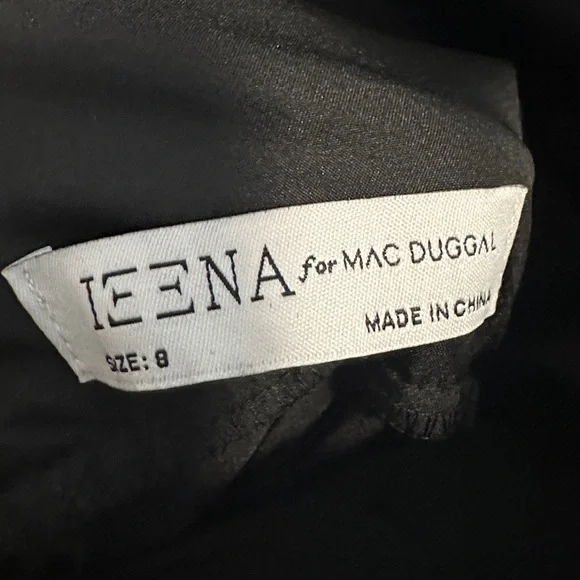 IEENA for MAC DUGGAL
SIZE: 8
MADE IN CHINA